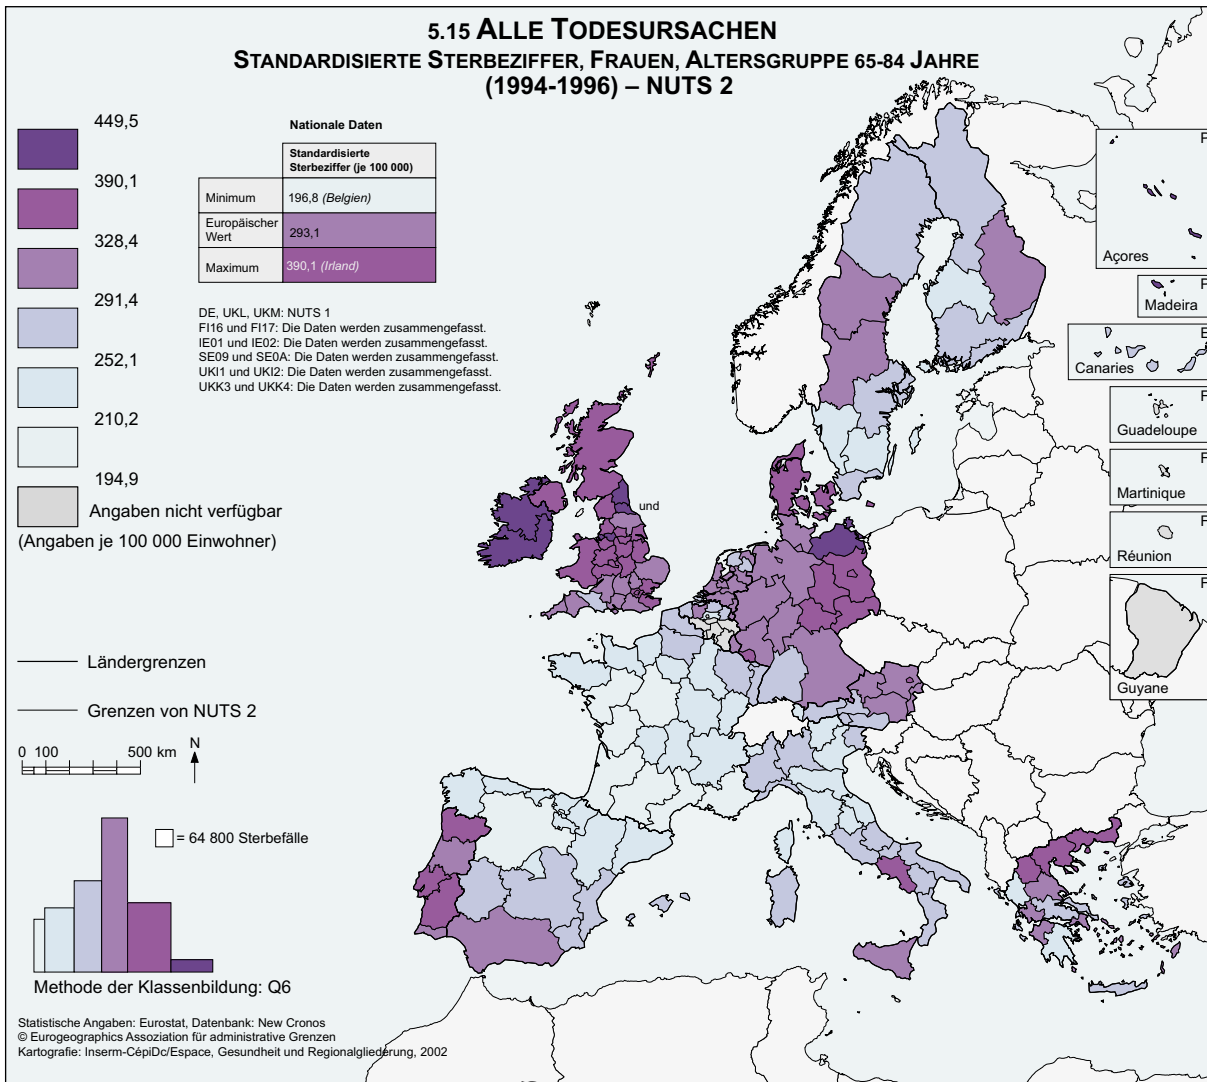 5.15 ALLE TODESURSACHEN
STANDARDISIERTE STERBEZIFFER, FRAUEN, ALTERSGRUPPE 65-84 JAHRE
(1994-1996) – NUTS 2
449,5
390,1
328,4
291,4
252,1
210,2
194,9
Angaben nicht verfügbar
(Angaben je 100 000 Einwohner)
Nationale Daten
Standardisierte
Sterbeziffer (je 100 000)
Minimum 196,8 (Belgien)
Europäischer
Wert 293,1
Maximum 390,1 (Irland)
DE, UKL, UKM: NUTS 1
FI16 und FI17: Die Daten werden zusammengefasst.
IE01 und IE02: Die Daten werden zusammengefasst.
SE09 und SE0A: Die Daten werden zusammengefasst.
UKI1 und UKI2: Die Daten werden zusammengefasst.
UKK3 und UKK4: Die Daten werden zusammengefasst.
und
F
Açores
F
Madeira
E
Canaries
F
Guadeloupe
F
Martinique
F
Réunion
F
Guyane
Ländergrenzen
Grenzen von NUTS 2
0 100 500 km
N
= 64 800 Sterbefälle
Methode der Klassenbildung: Q6
Statistische Angaben: Eurostat, Datenbank: New Cronos
© Eurogeographics Assoziation für administrative Grenzen
Kartografie: Inserm-CépiDc/Espace, Gesundheit und Regionalgliederung, 2002